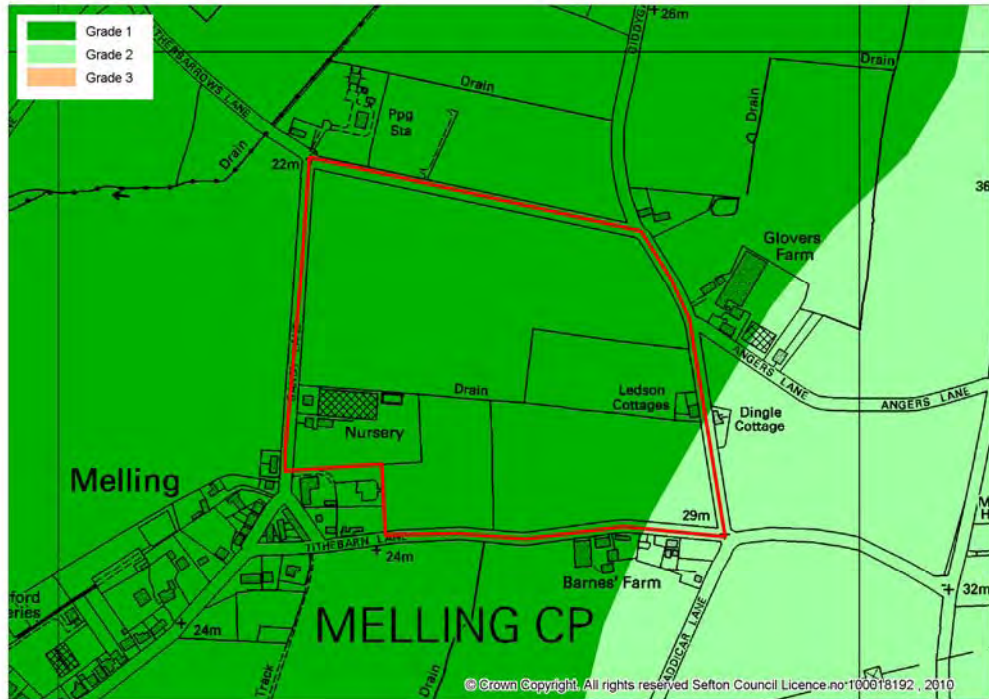 Grade 1
Grade 2
Grade 3
26m
Drain
Drain
Drain
Ppg
Sta
Drain
22m
36
Glovers
Farm
ANGERS LANE
ANGERS LANE
Drain
Ledson
Cottages
Dingle
Cottage
Nursery
Melling
29m
TITHEBARN LANE
24m
Barnes' Farm
32m
MELLING CP
24m
Track
Drain
© Crown Copyright. All rights reserved Sefton Council Licence no 100018192 , 2010